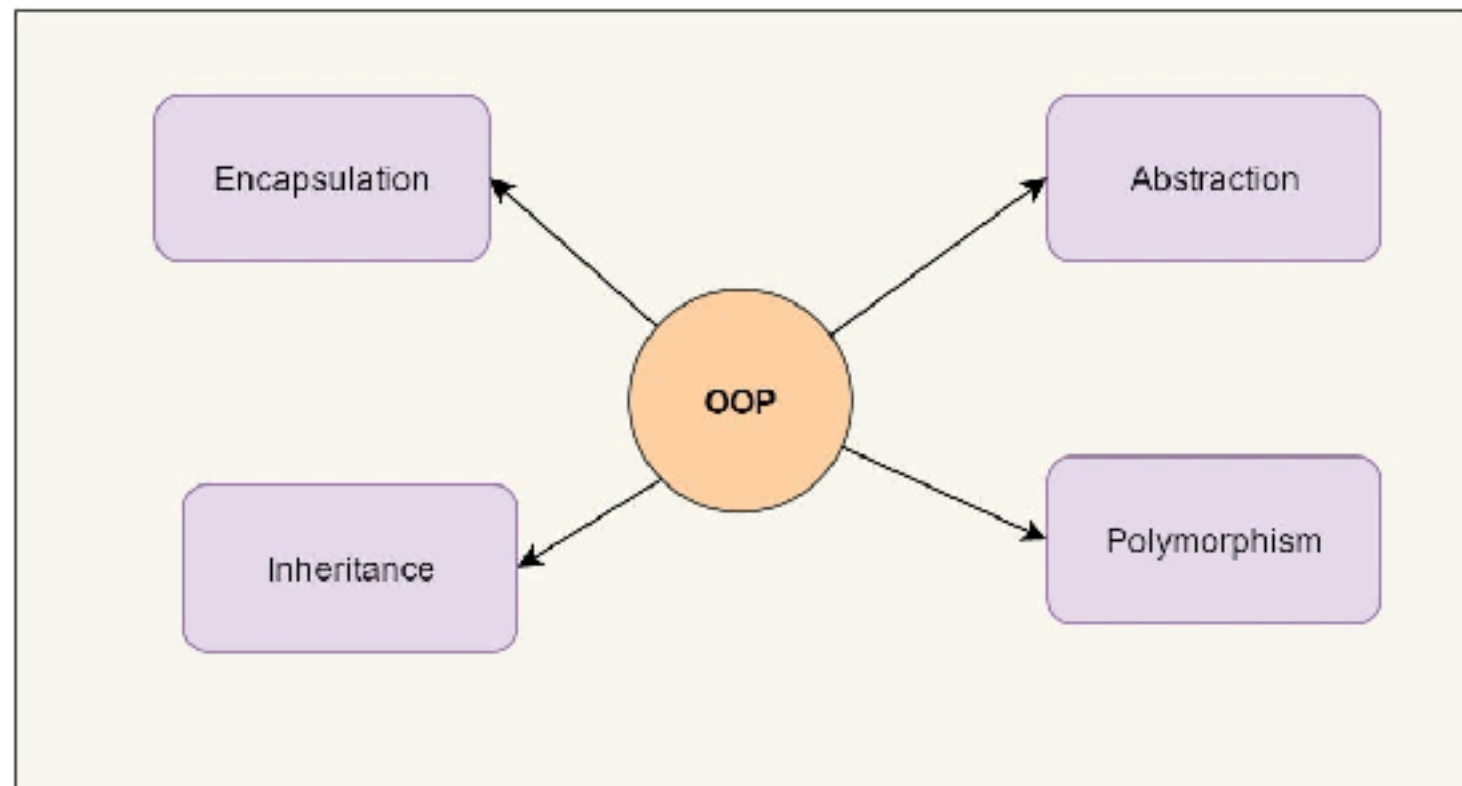 Encapsulation
Abstraction
OOP
Inheritance
Polymorphism